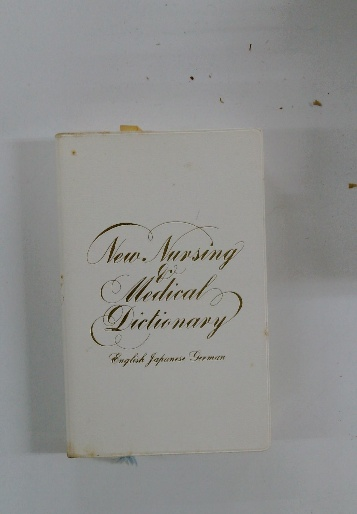 New Nursing
&
Medical
Dictionary
English Japanese German